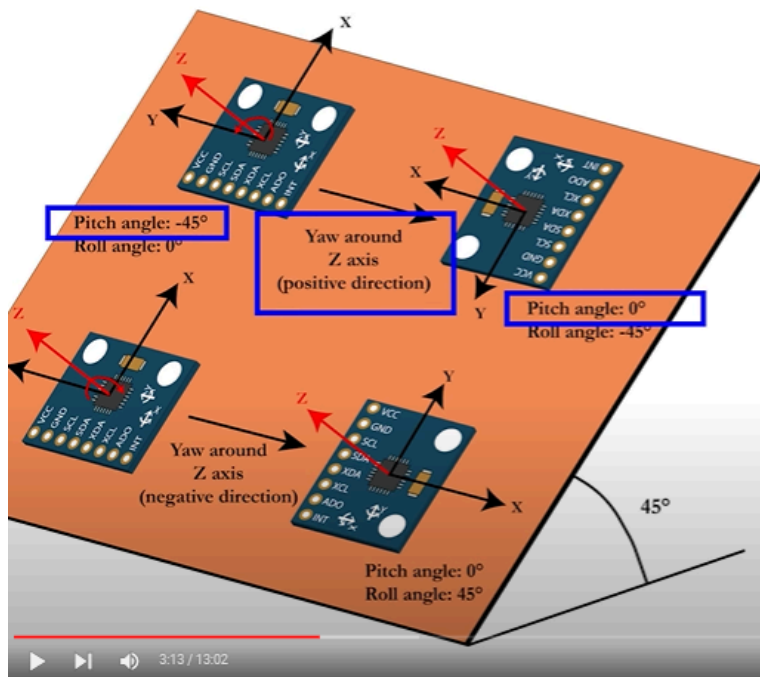 X
Z
Y
VCC
GND
SCL
SDA
XDA
XCL
ADO
INT
Y
X
Z
X
Y
INT
ADO
XCL
XDA
SDA
SCL
GND
VCC
Y
X
Pitch angle: -45°
Roll angle: 0°
Yaw around
Z axis
(positive direction)
Pitch angle: 0°
Roll angle: -45°
X
Z
VCC
GND
SCL
SDA
XDA
XCL
ADO
INT
Y
X
Yaw around
Z axis
(negative direction)
Y
Z
X
VCC
GND
SCL
SDA
XDA
XCL
ADO
INT
X
Y
Pitch angle: 0°
Roll angle: 45°
45°
3:13 / 13:02